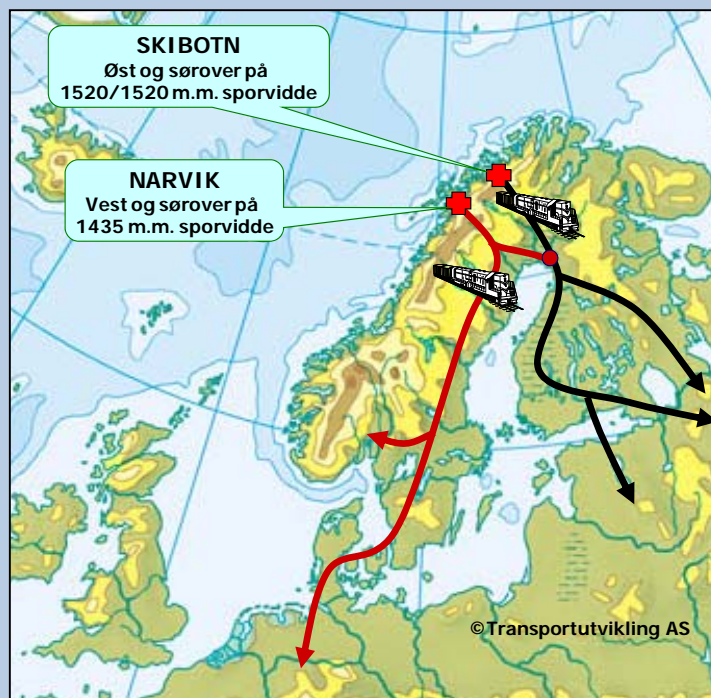 SKIBOTN
Øst og sørover på
1520/1520 m.m. sporvidde
NARVIK
Vest og sørover på
1435 m.m. sporvidde
©Transportutvikling AS